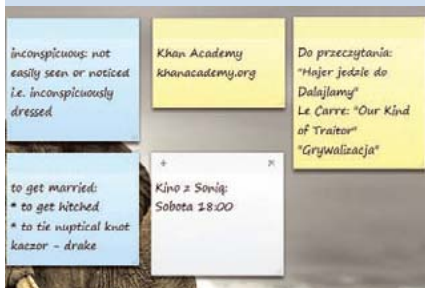 inconspicuous: not
easily seen or noticed
i.e. inconspicuously
dressed
Khan Academy
khanacademy.org
Do przeczytania:
"Hajer jedzie do
Dalajlamy"
Le Carre: "Our Kind
of Traitor"
"Grywalizacja"
to get married:
* to get hitched
* to tie nuptical knot
kaczor - drake
Kino z Sonią:
Sobota 18:00